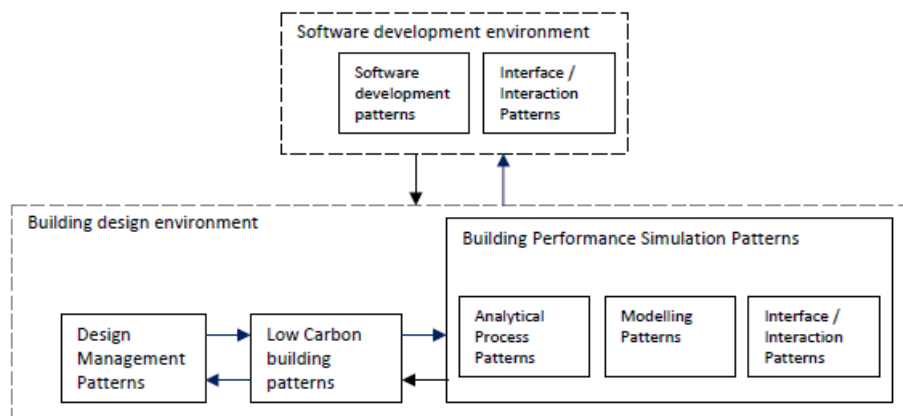 Software development environment
Software
development
patterns
Interface /
Interaction
Patterns
Building design environment
Building Performance Simulation Patterns
Design
Management
Patterns
Low Carbon
building
patterns
Analytical
Process
Patterns
Modelling
Patterns
Interface /
Interaction
Patterns